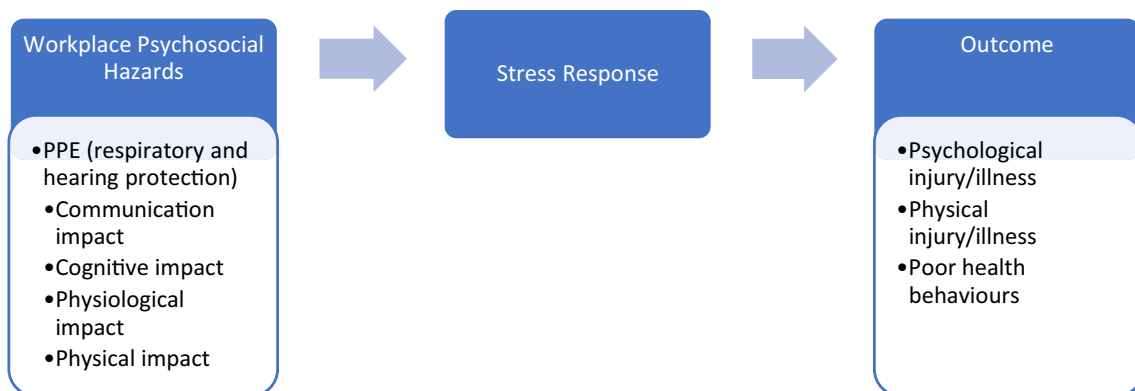 Workplace Psychosocial
Hazards
•PPE (respiratory and
hearing protection)
•Communication
impact
•Cognitive impact
•Physiological
impact
•Physical impact
Stress Response
Outcome
•Psychological
injury/illness
•Physical
injury/illness
•Poor health
behaviours